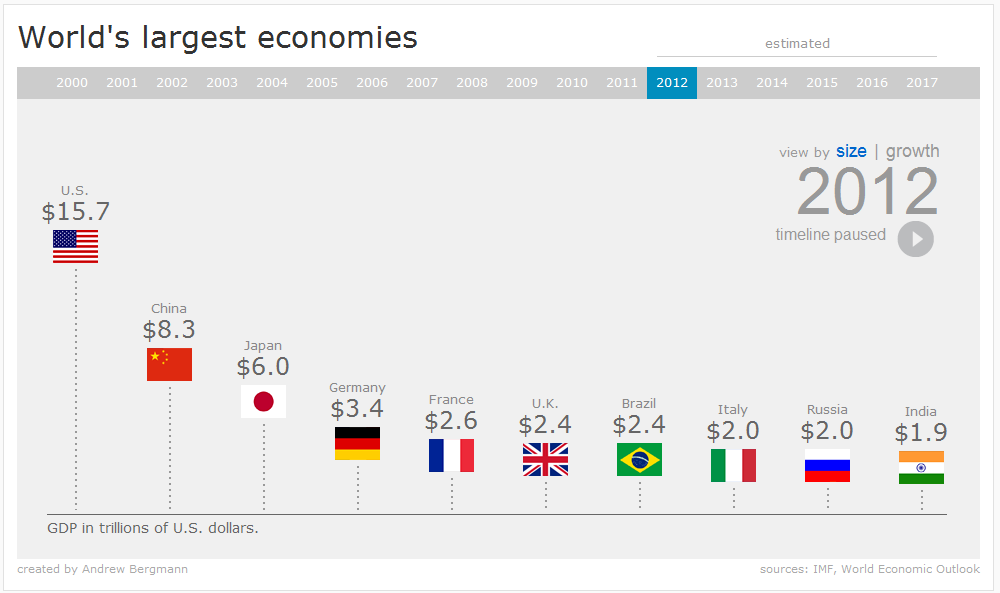 World's largest economies
estimated
2000 2001 2002 2003 2004 2005 2006 2007 2008 2009 2010 2011 2012 2013 2014 2015 2016 2017
view by size | growth
2012
timeline paused
U.S.
$15.7
China
$8.3
Japan
$6.0
Germany
$3.4
France
$2.6
U.K.
$2.4
Brazil
$2.4
Italy
$2.0
Russia
$2.0
India
$1.9
GDP in trillions of U.S. dollars.
created by Andrew Bergmann
sources: IMF, World Economic Outlook